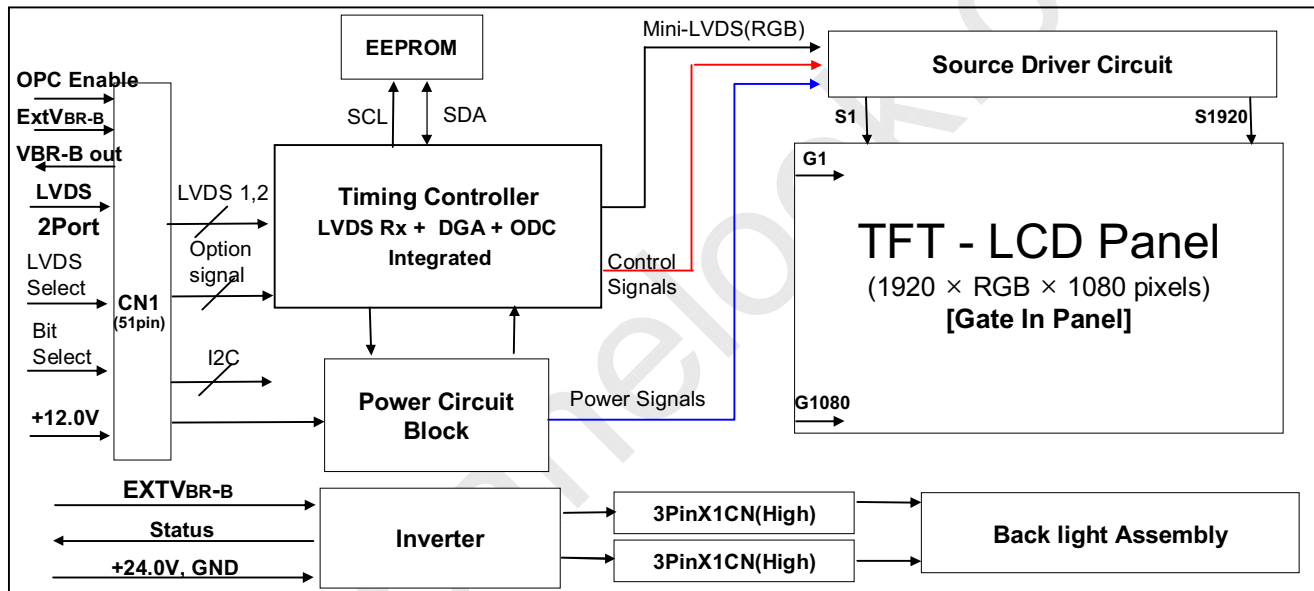 EEPROM
Mini-LVDS(RGB)
Source Driver Circuit
OPC Enable
ExtVBR-B
VBR-B out
LVDS
2Port
LVDS
Select
Bit
Select
+12.0V
CN1
(51pin)
LVDS 1,2
Option
signal
I2C
SCL
SDA
Timing Controller
LVDS Rx + DGA + ODC
Integrated
Control
Signals
Power Circuit
Block
Power Signals
S1
S1920
G1
TFT - LCD Panel
(1920 × RGB × 1080 pixels)
[Gate In Panel]
G1080
EXTVBR-B
Status
+24.0V, GND
Inverter
3PinX1CN(High)
3PinX1CN(High)
Back light Assembly